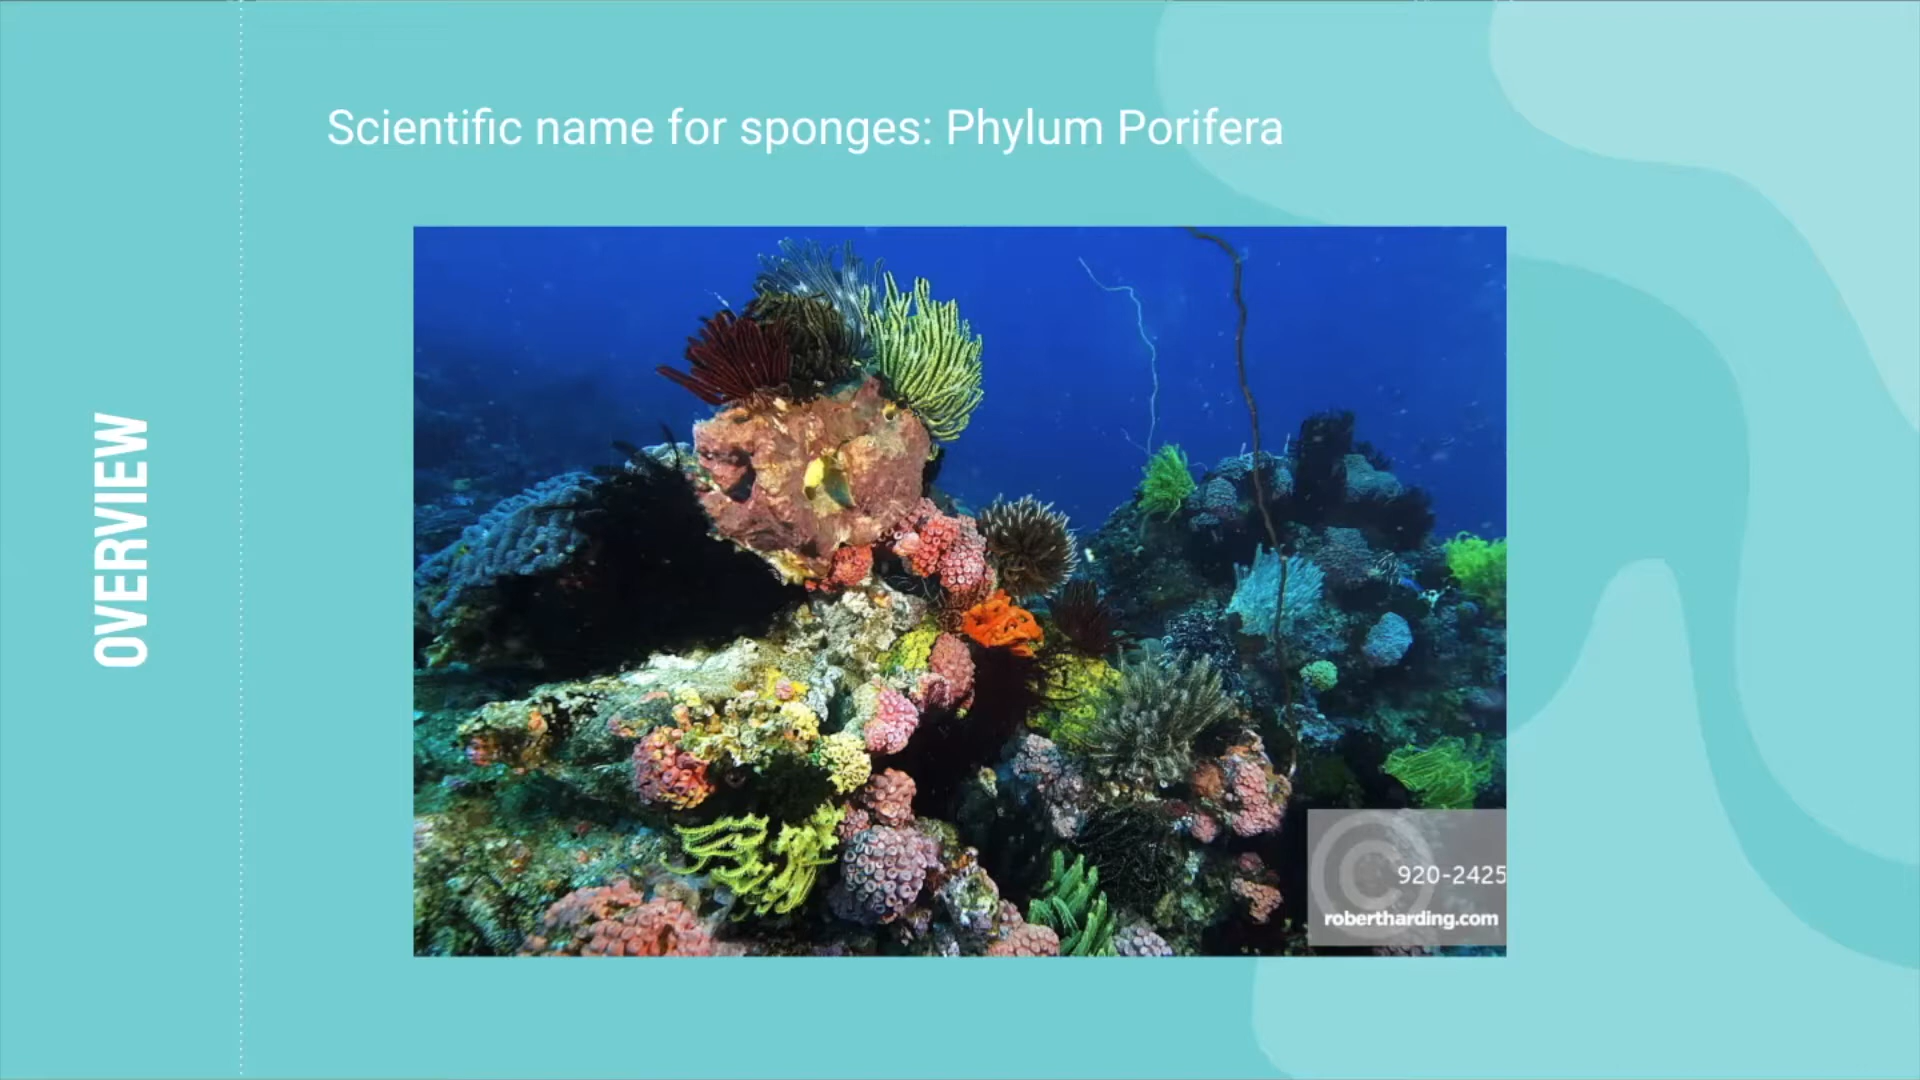 Scientific name for sponges: Phylum Porifera
OVERVIEW
920-2425
robertharding.com